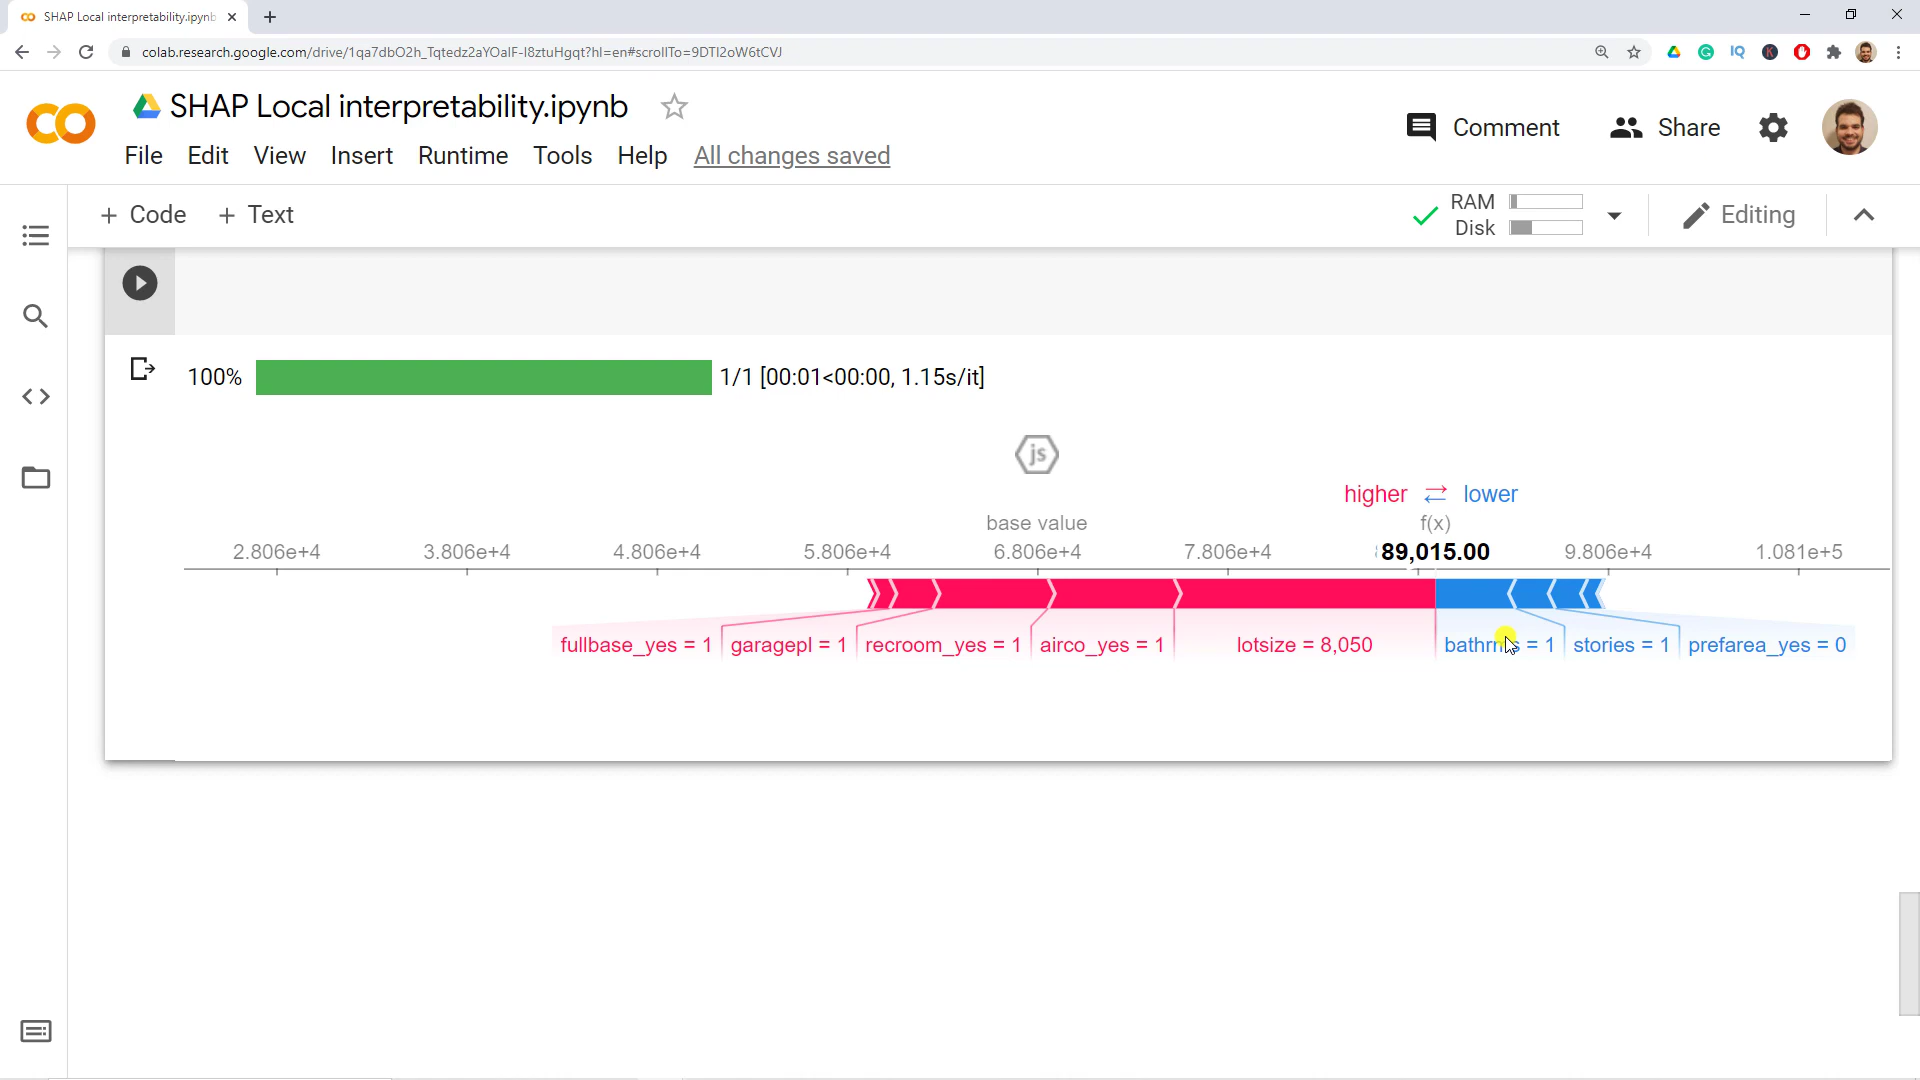 SHAP Local interpretability.ipynb
colab.research.google.com/drive/1qa7dbO2h_Tqtedz2aYOaIF-I8ztuHgqt?hl=en#scrollTo=9DTI2oW6tCVJ
SHAP Local interpretability.ipynb
Comment
Share
File Edit View Insert Runtime Tools Help All changes saved
+ Code + Text
RAM
Disk
Editing
100% 1/1 [00:01<00:00, 1.15s/it]
js
higher lower
base value f(x)
2.806e+4 3.806e+4 4.806e+4 5.806e+4 6.806e+4 7.806e+4 89,015.00 9.806e+4 1.081e+5
fullbase_yes = 1 garagepl = 1 recroom_yes = 1 airco_yes = 1 lotsize = 8,050 bathrms = 1 stories = 1 prefarea_yes = 0